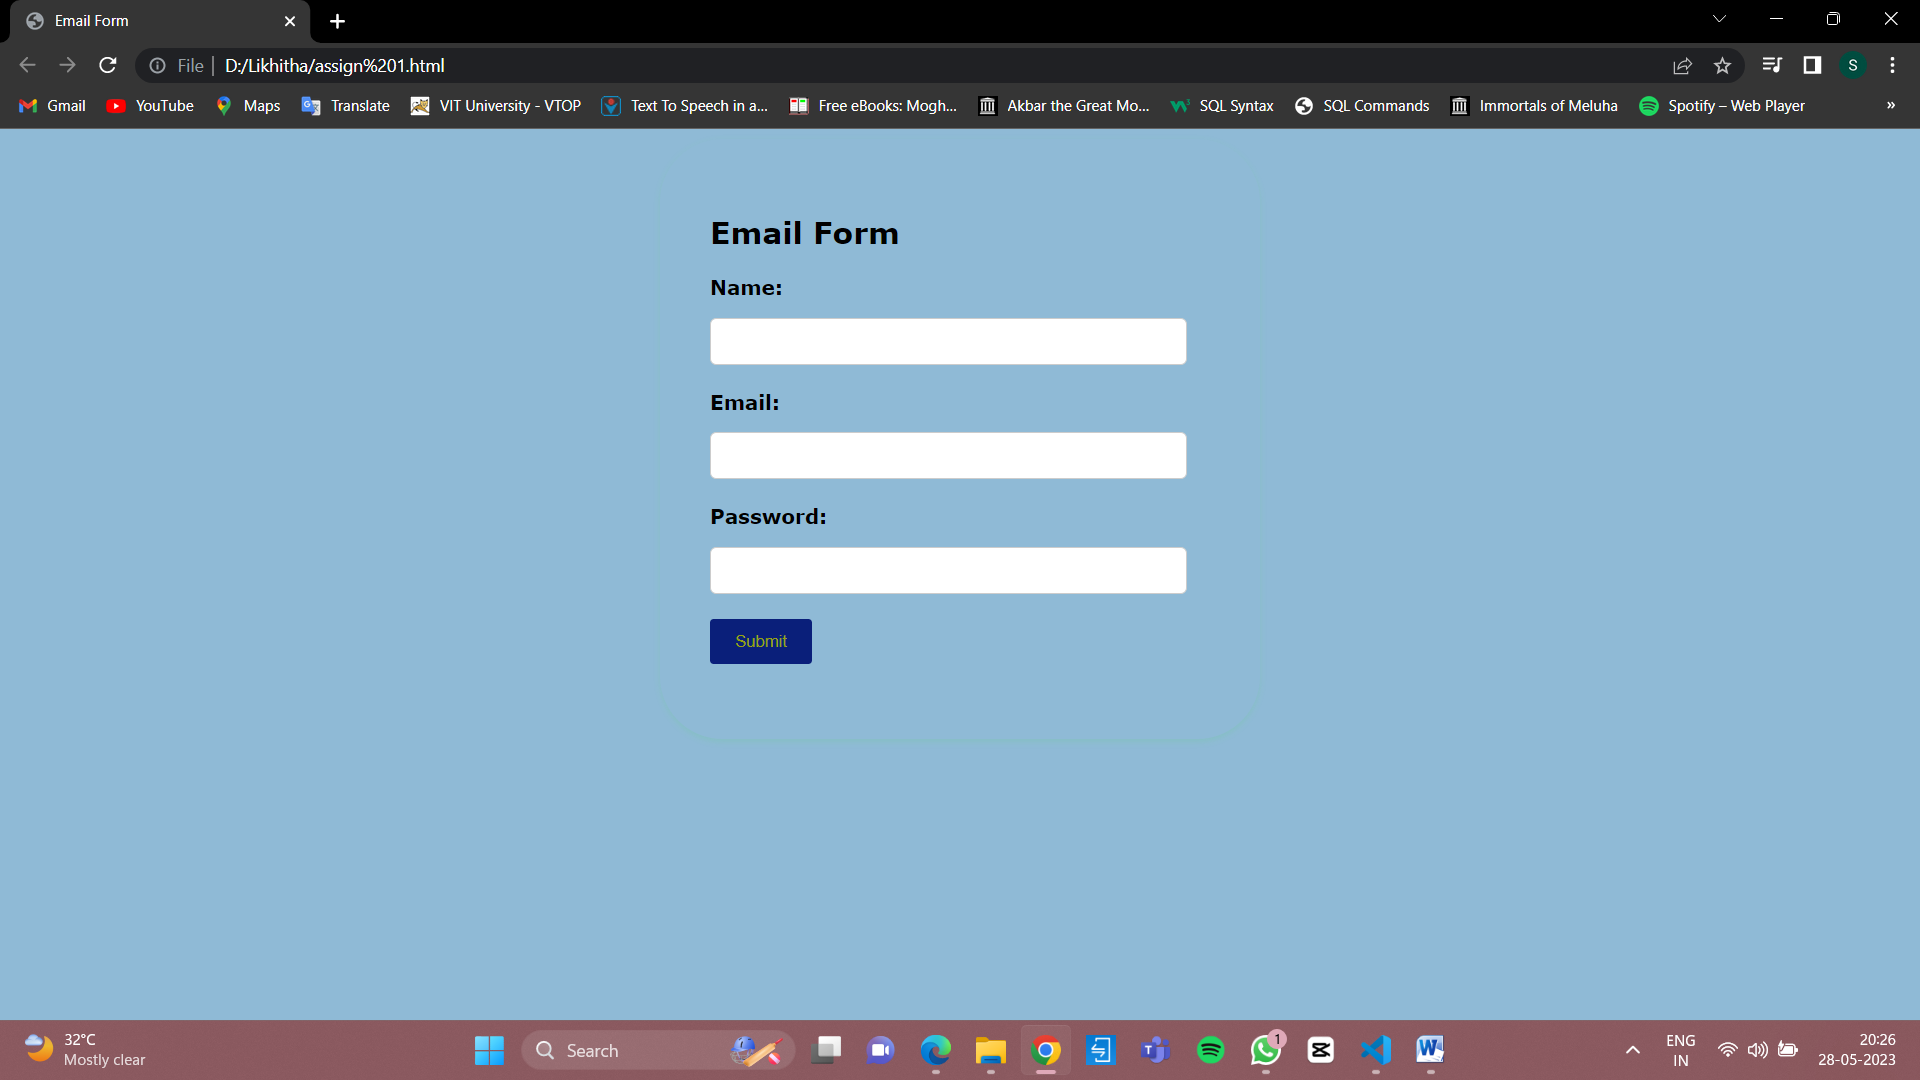 Email Form
File
D:/Likhitha/assign%201.html
S
Gmail
YouTube
Maps
Translate
VIT University - VTOP
Text To Speech in a...
Free eBooks: Mogh...
Akbar the Great Mo...
SQL Syntax
SQL Commands
Immortals of Meluha
Spotify – Web Player
»
Email Form
Name:
Email:
Password:
Submit
32°C
Mostly clear
Search
1
ENG
IN
20:26
28-05-2023